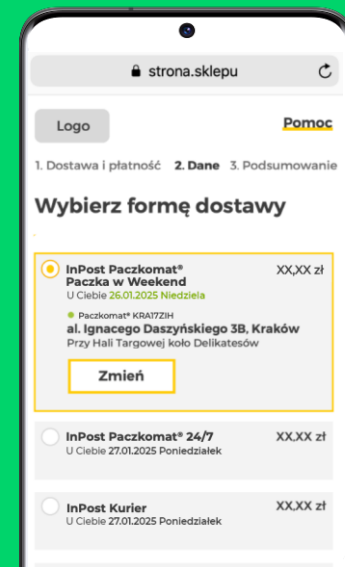 strona.sklepu
Logo
Pomoc
1. Dostawa i płatność 2. Dane 3. Podsumowanie
Wybierz formę dostawy
InPost Paczkomat® XX,XX zł
Paczka w Weekend
U Ciebie 26.01.2025 Niedziela
Paczkomat® KRA17ZIH
al. Ignacego Daszyńskiego 3B, Kraków
Przy Hali Targowej koło Delikatesów
Zmień
InPost Paczkomat® 24/7 XX,XX zł
U Ciebie 27.01.2025 Poniedziałek
InPost Kurier XX,XX zł
U Ciebie 27.01.2025 Poniedziałek